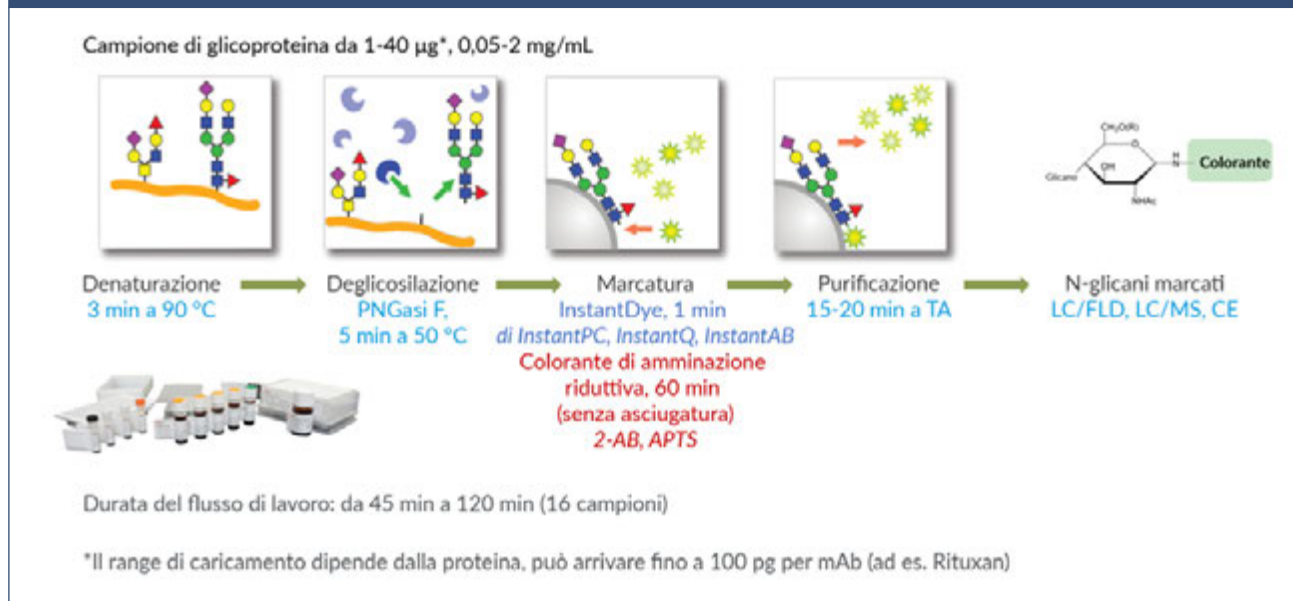 Campione di glicoproteina da 1-40 µg*, 0,05-2 mg/mL
CH₂O(R)
O
OH
Glicano
NHAc
H
N
Colorante
Denaturazione
3 min a 90 °C
Deglicosilazione
PNGasi F,
5 min a 50 °C
Marcatura
InstantDye, 1 min
di InstantPC, InstantQ, InstantAB
Colorante di amminazione
riduttiva, 60 min
(senza asciugatura)
2-AB, APTS
Purificazione
15-20 min a TA
N-glicani marcati
LC/FLD, LC/MS, CE
Durata del flusso di lavoro: da 45 min a 120 min (16 campioni)
*Il range di caricamento dipende dalla proteina, può arrivare fino a 100 pg per mAb (ad es. Rituxan)